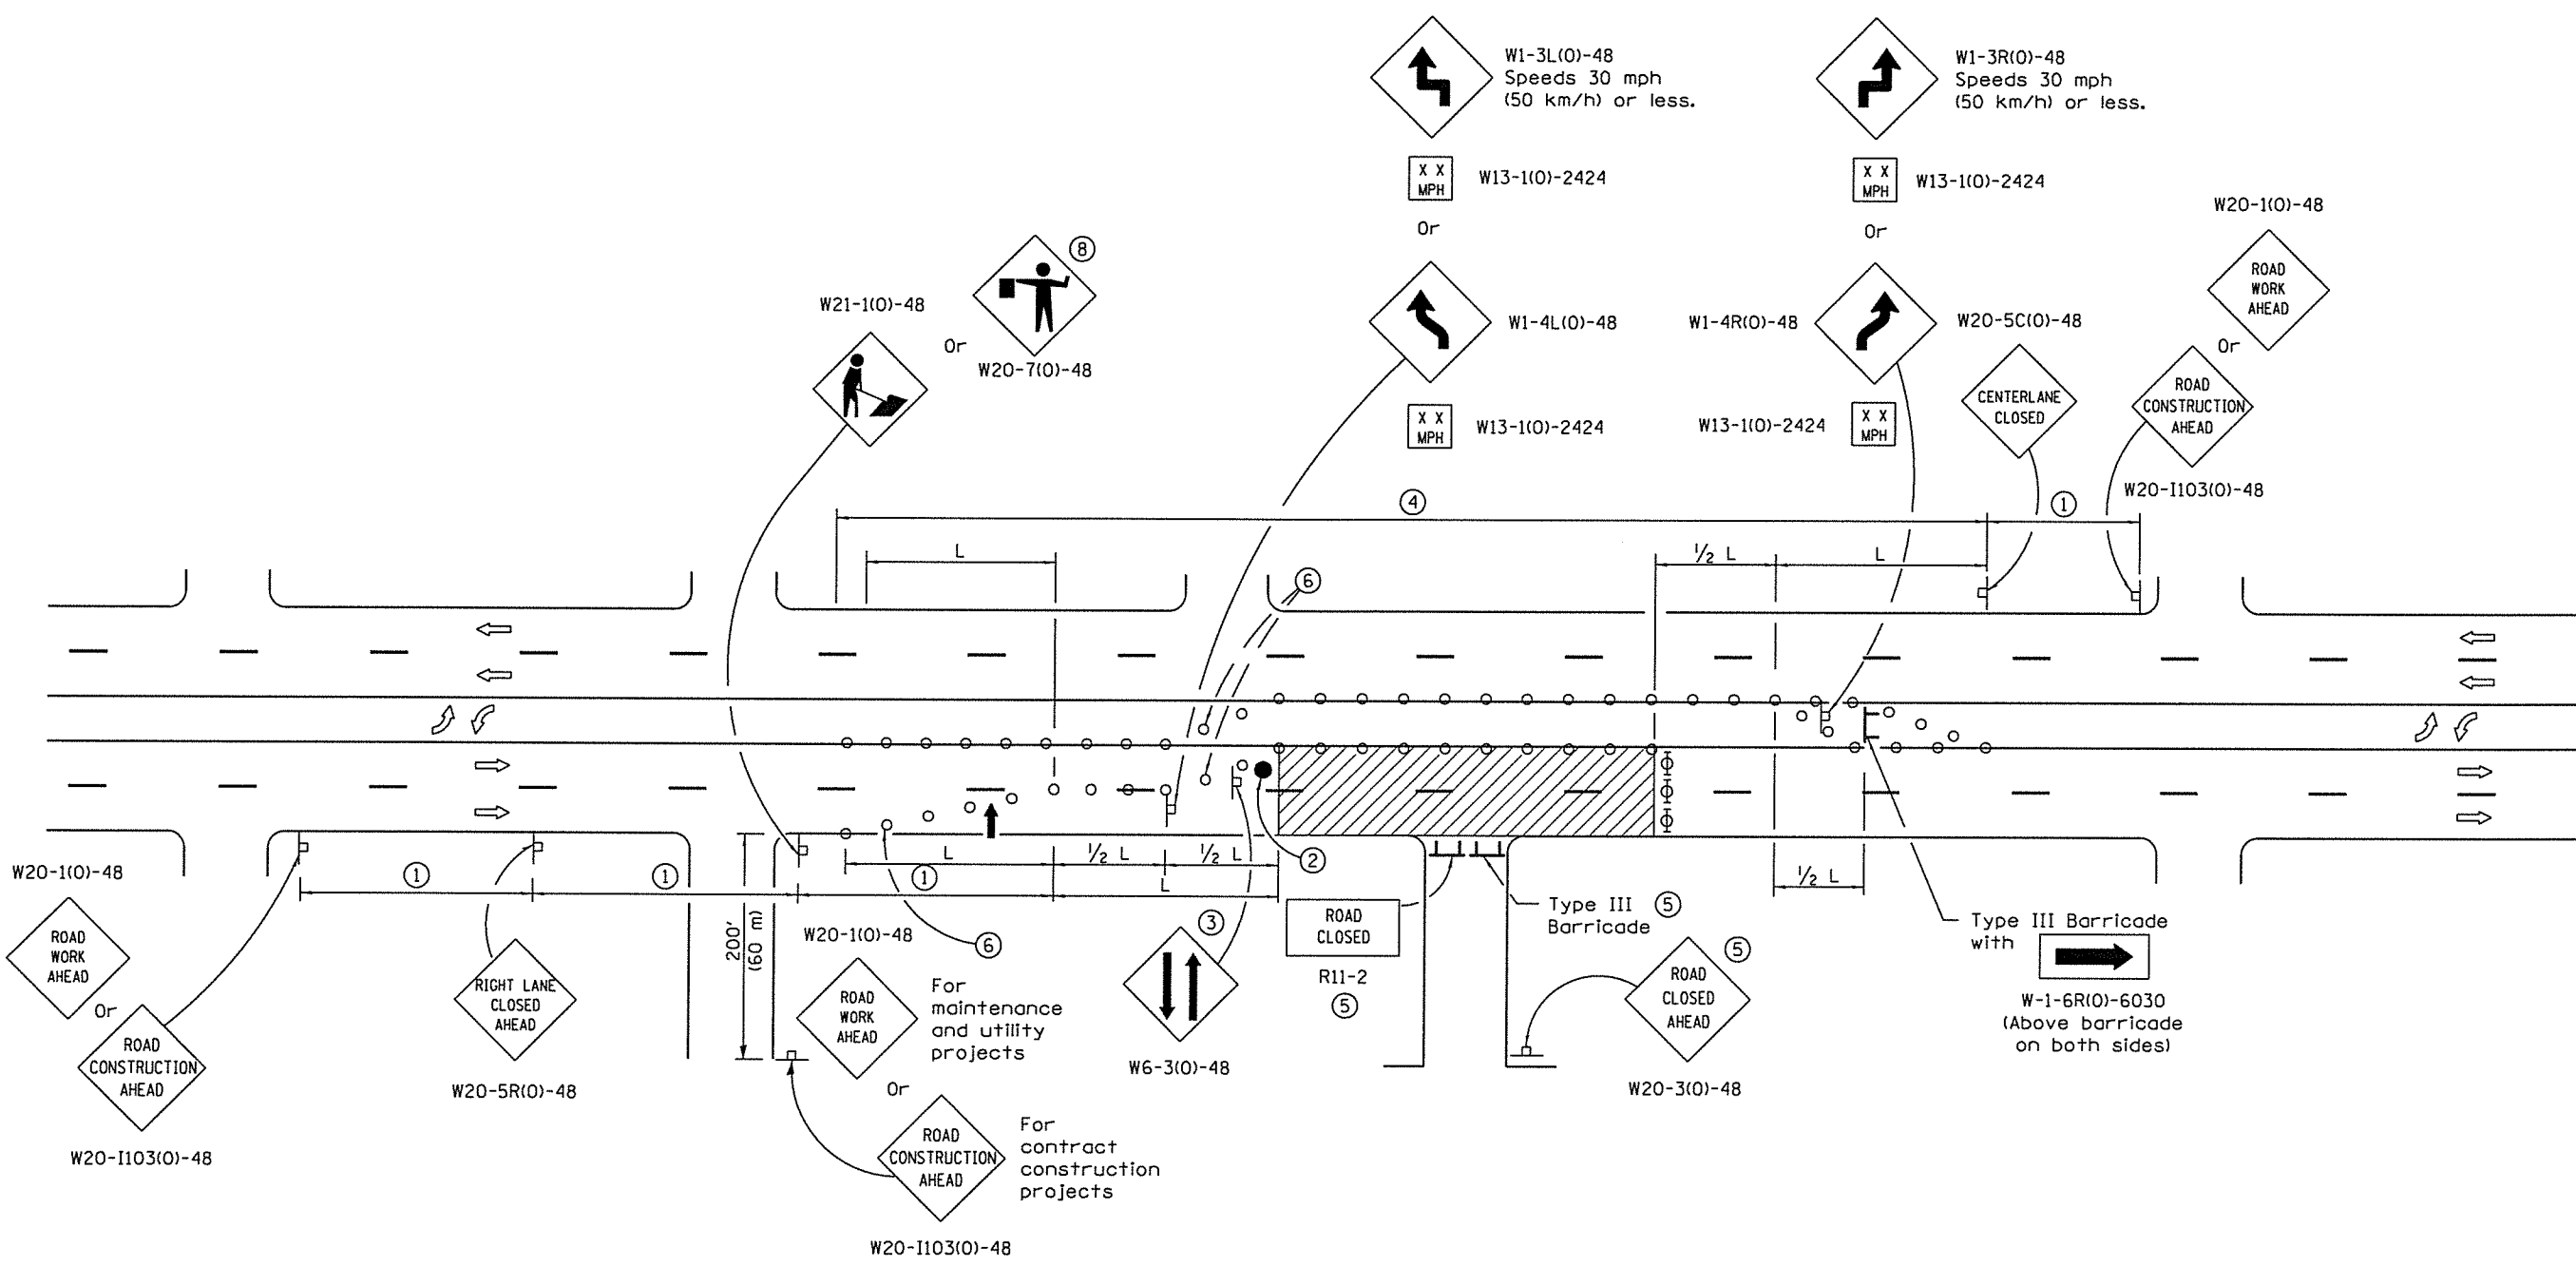 W1-3L(O)-48
Speeds 30 mph
(50 km/h) or less.
X X
MPH
W13-1(O)-2424
Or
W1-4L(O)-48
X X
MPH
W13-1(O)-2424
W1-3R(O)-48
Speeds 30 mph
(50 km/h) or less.
X X
MPH
W13-1(O)-2424
Or
W1-4R(O)-48
X X
MPH
W13-1(O)-2424
W20-1(O)-48
ROAD
WORK
AHEAD
Or
ROAD
CONSTRUCTION
AHEAD
W20-I103(O)-48
W20-5C(O)-48
CENTERLANE
CLOSED
8
W21-1(O)-48
Or
W20-7(O)-48
4
1
L
1/2 L
L
6
L
1/2 L
1/2 L
2
1
1
1
L
1/2 L
200'
(60 m)
W20-1(O)-48
ROAD
WORK
AHEAD
Or
ROAD
CONSTRUCTION
AHEAD
W20-I103(O)-48
RIGHT LANE
CLOSED
AHEAD
W20-5R(O)-48
W20-1(O)-48
6
ROAD
WORK
AHEAD
For
maintenance
and utility
projects
Or
ROAD
CONSTRUCTION
AHEAD
For
contract
construction
projects
W20-I103(O)-48
3
W6-3(O)-48
ROAD
CLOSED
R11-2
5
Type III
Barricade
5
5
ROAD
CLOSED
AHEAD
W20-3(O)-48
Type III Barricade
with
W-1-6R(O)-6030
(Above barricade
on both sides)